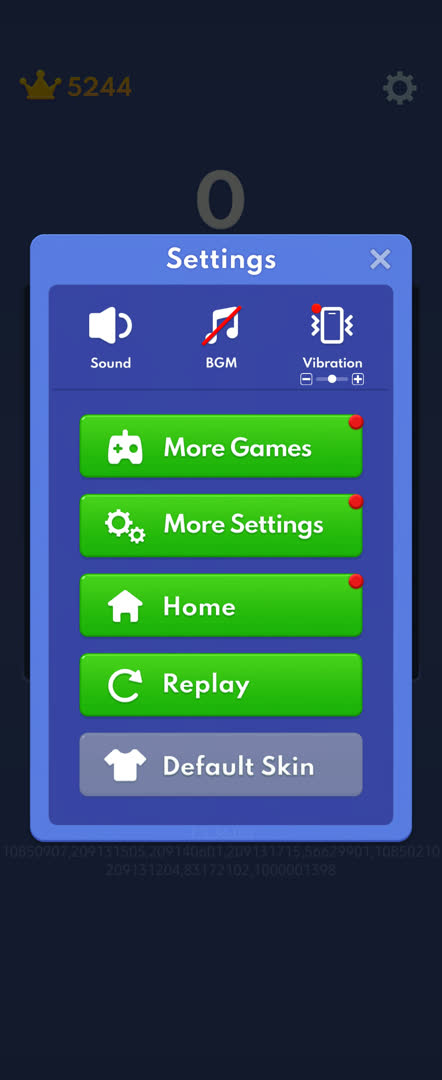 5244
0
Settings
Sound
BGM
Vibration
More Games
More Settings
Home
Replay
Default Skin
10850907,209131505,209140601,209131715,56629901,10850210
209131204,83172102,1000001398